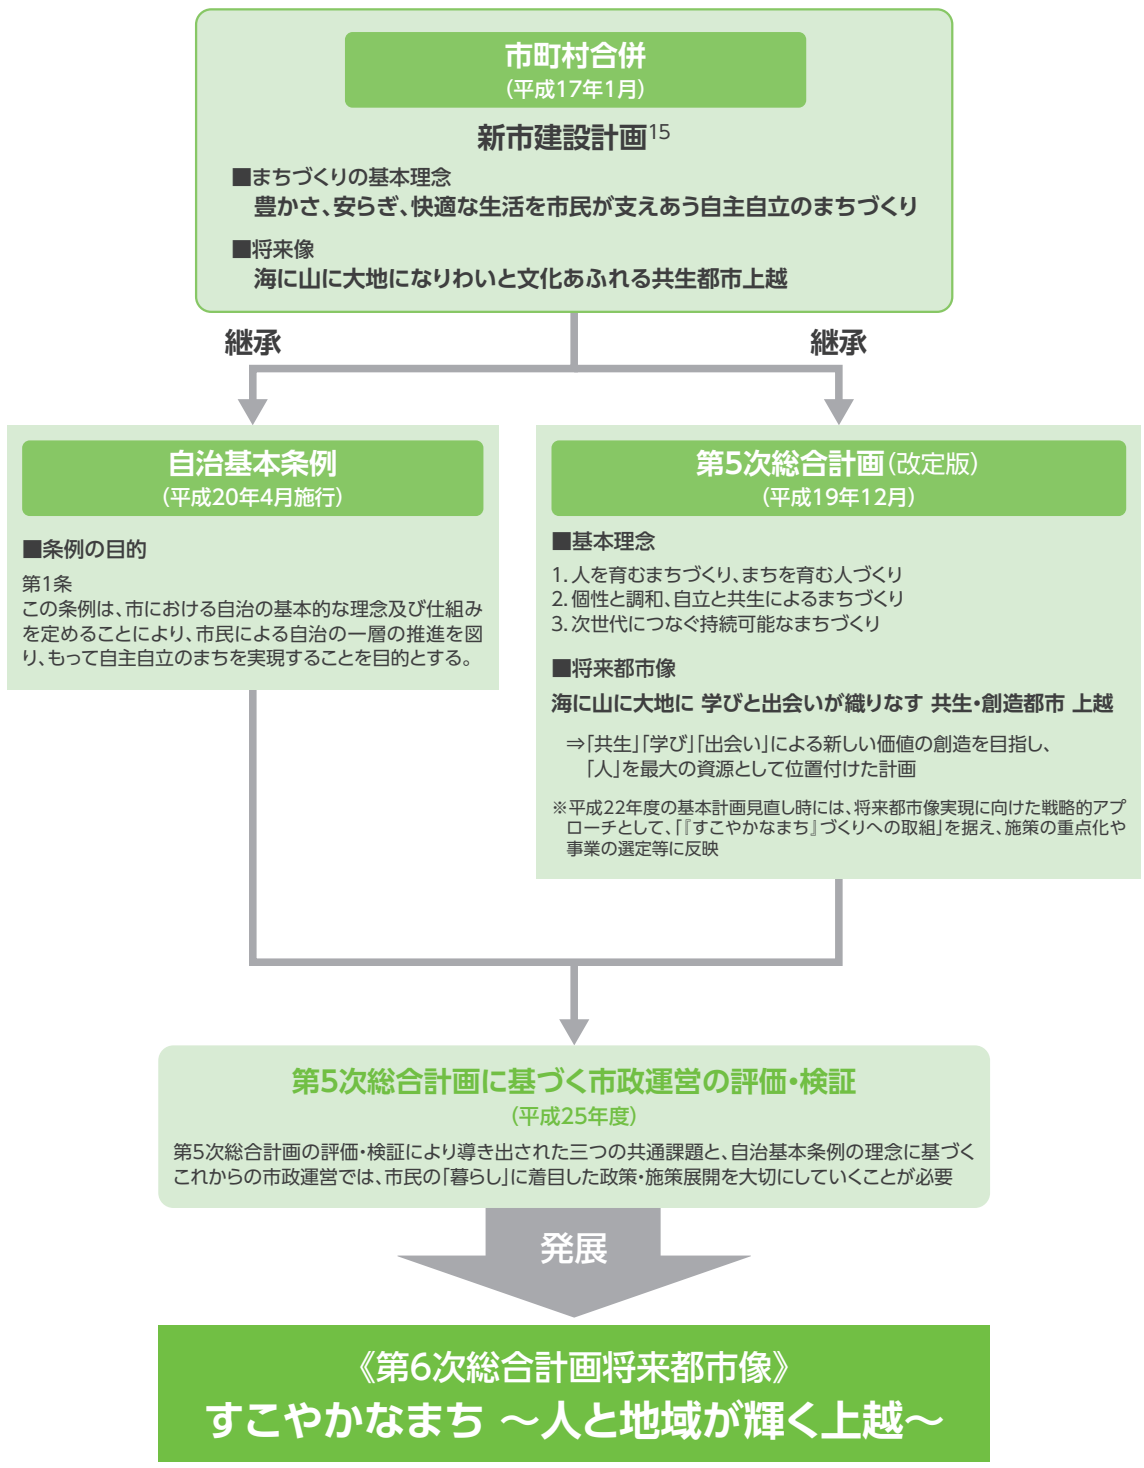 市町村合併
(平成17年1月)
新市建設計画15
■まちづくりの基本理念
豊かさ、安らぎ、快適な生活を市民が支えあう自主自立のまちづくり
■将来像
海に山に大地になりわいと文化あふれる共生都市上越
継承
継承
自治基本条例
(平成20年4月施行)
■条例の目的
第1条
この条例は、市における自治の基本的な理念及び仕組み
を定めることにより、市民による自治の一層の推進を図
り、もって自主自立のまちを実現することを目的とする。
第5次総合計画(改定版)
(平成19年12月)
■基本理念
1. 人を育むまちづくり、まちを育む人づくり
2. 個性と調和、自立と共生によるまちづくり
3. 次世代につなぐ持続可能なまちづくり
■将来都市像
海に山に大地に 学びと出会いが織りなす 共生・創造都市 上越
⇒「共生」「学び」「出会い」による新しい価値の創造を目指し、
「人」を最大の資源として位置付けた計画
※平成22年度の基本計画見直し時には、将来都市像実現に向けた戦略的アプ
ローチとして、「『すこやかなまち』づくりへの取組」を据え、施策の重点化や
事業の選定等に反映
第5次総合計画に基づく市政運営の評価・検証
(平成25年度)
第5次総合計画の評価・検証により導き出された三つの共通課題と、自治基本条例の理念に基づく
これからの市政運営では、市民の「暮らし」に着目した政策・施策展開を大切にしていくことが必要
発展
《第6次総合計画将来都市像》
すこやかなまち ～人と地域が輝く上越～